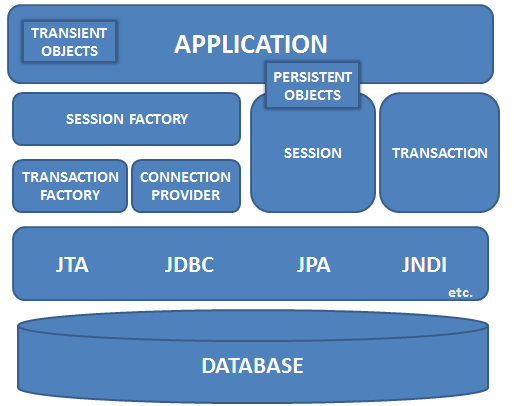 TRANSIENT
OBJECTS
APPLICATION
PERSISTENT
OBJECTS
SESSION FACTORY
SESSION
TRANSACTION
TRANSACTION
FACTORY
CONNECTION
PROVIDER
JTA JDBC JPA JNDI
etc.
DATABASE